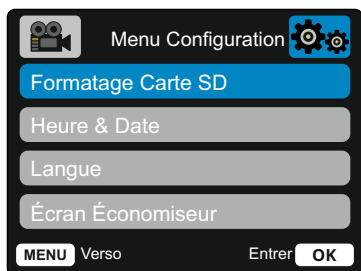 Menu Configuration
Formatage Carte SD
Heure & Date
Langue
Écran Économiseur
MENU Verso Entrer OK